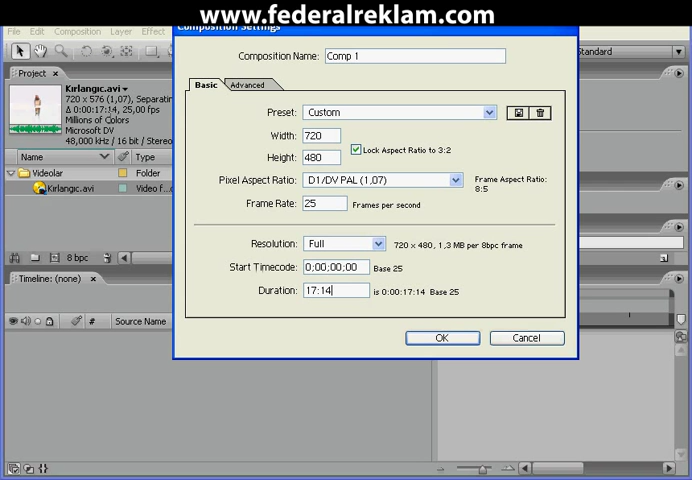 www.federalreklam.com
Composition Settings
File Edit Composition Layer Effect
Standard
Composition Name: Comp 1
Project
Kırlangıc.avi
720 x 576 (1,07), Separatin
Δ 0:00:17:14, 25,00 fps
Millions of Colors
Microsoft DV
48,000 kHz / 16 bit / Stereo
Name Type
Videolar Folder
Kırlangic.avi Video f...
8 bpc
Basic Advanced
Preset: Custom
Width: 720
Lock Aspect Ratio to 3:2
Height: 480
Pixel Aspect Ratio: D1/DV PAL (1,07)
Frame Aspect Ratio:
8:5
Frame Rate: 25 Frames per second
Resolution: Full 720 x 480, 1,3 MB per 8bpc frame
Start Timecode: 0;00;00;00 Base 25
Duration: 17:14 is 0:00:17:14 Base 25
OK Cancel
Timeline: (none)
# Source Name